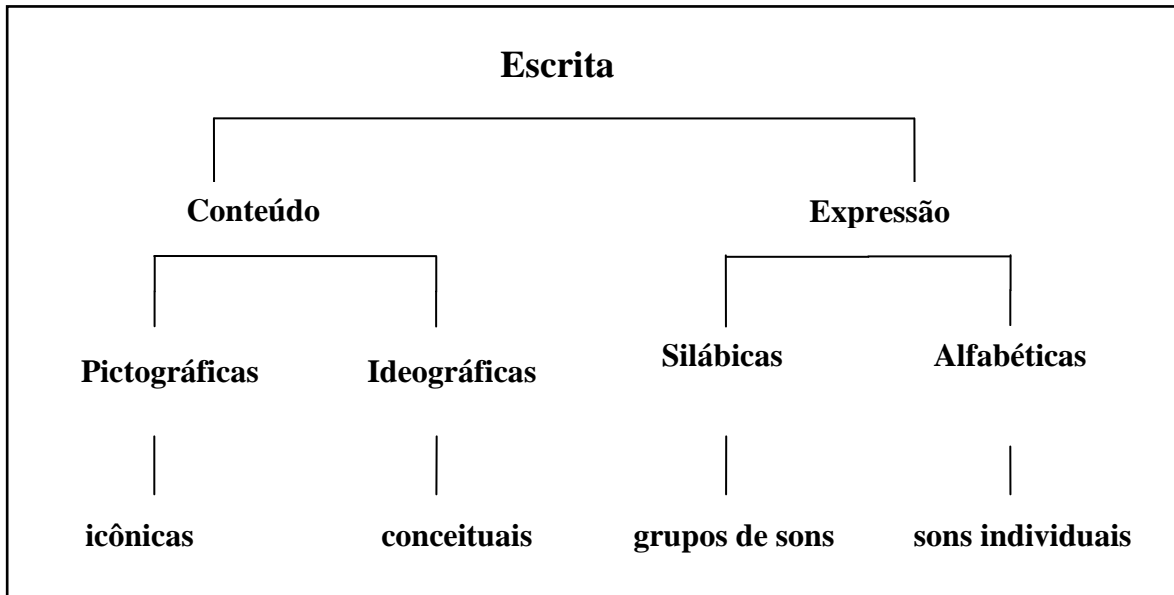 Escrita
Conteúdo Expressão
Pictográficas Ideográficas Silábicas Alfabéticas
icônicas conceituais grupos de sons sons individuais